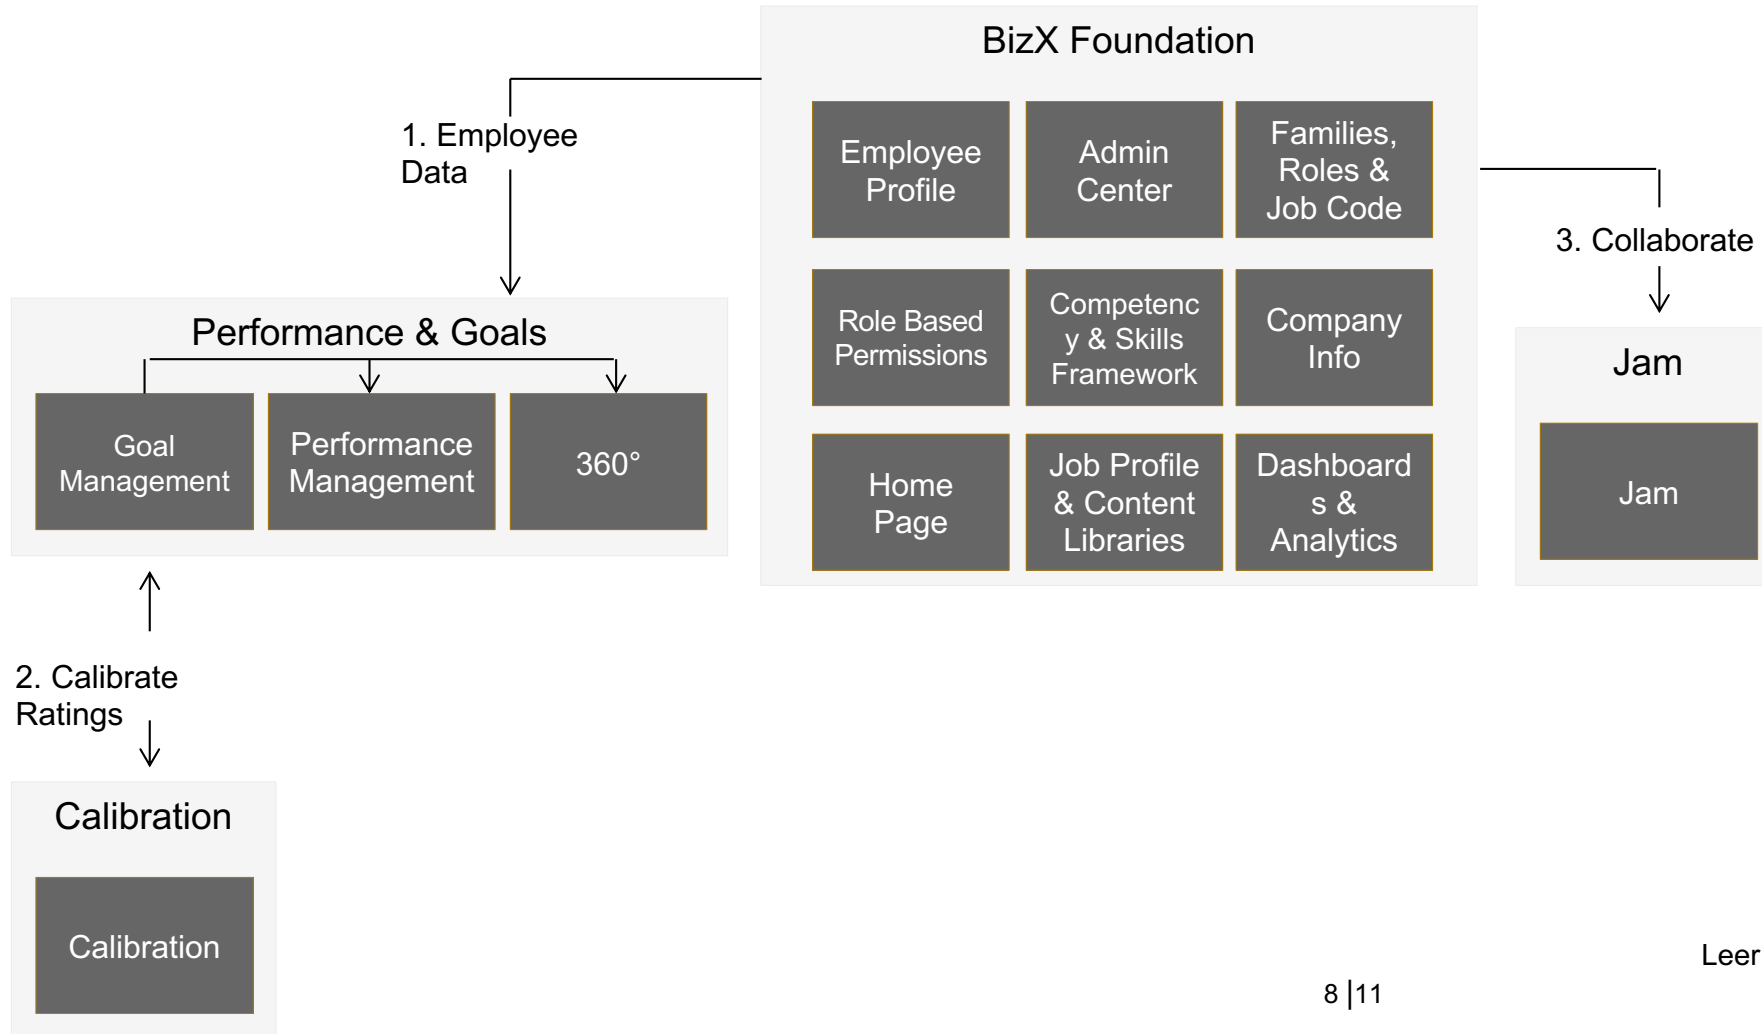 BizX Foundation
1. Employee
Data
Employee
Profile
Admin
Center
Families,
Roles &
Job Code
3. Collaborate
Role Based
Permissions
Competenc
y & Skills
Framework
Company
Info
Performance & Goals
Goal
Management
Performance
Management
360°
Home
Page
Job Profile
& Content
Libraries
Dashboard
s &
Analytics
Jam
Jam
2. Calibrate
Ratings
Calibration
Calibration
Leer
8 |11